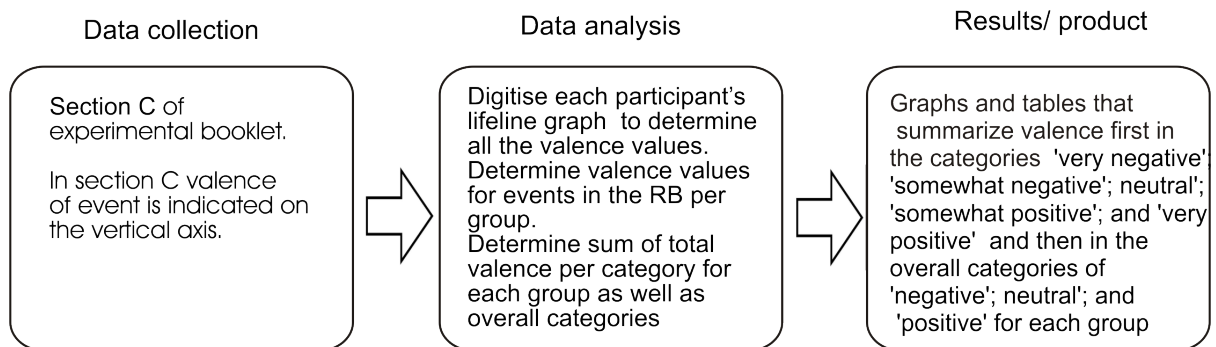 Data collection
Section C of
experimental booklet.
In section C valence
of event is indicated on
the vertical axis.
Data analysis
Digitise each participant's
lifeline graph to determine
all the valence values.
Determine valence values
for events in the RB per
group.
Determine sum of total
valence per category for
each group as well as
overall categories
Results/ product
Graphs and tables that
summarize valence first in
the categories 'very negative';
'somewhat negative'; neutral';
'somewhat positive'; and 'very
positive' and then in the
overall categories of
'negative'; neutral'; and
'positive' for each group